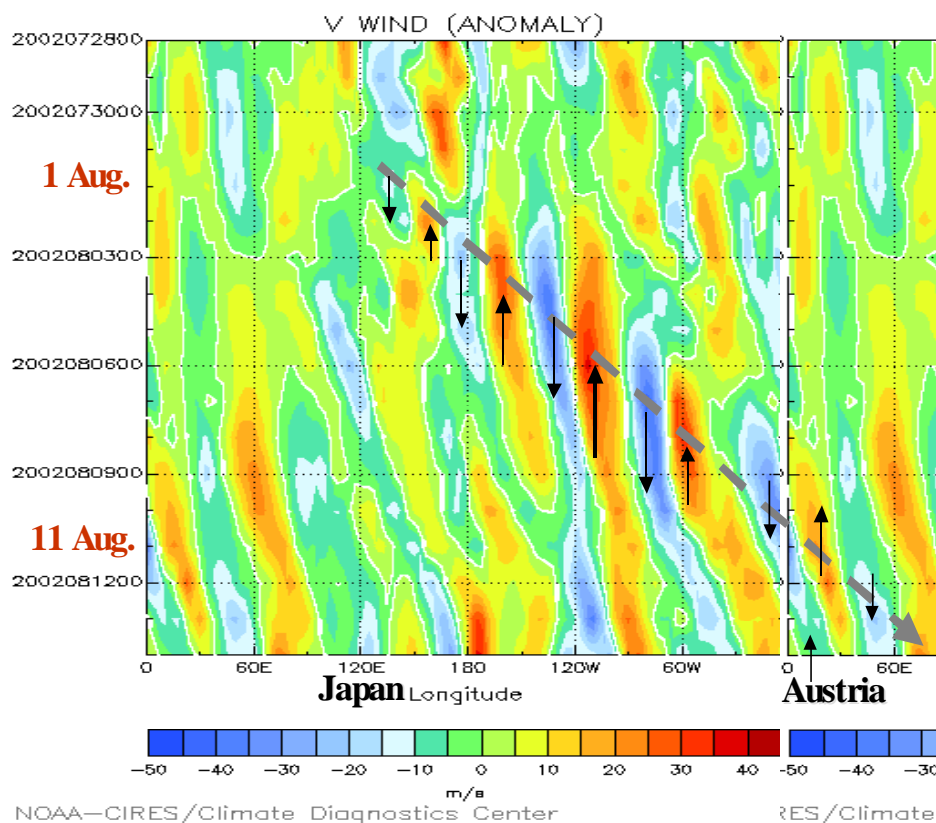 V WIND (ANOMALY)
2002072800
2002073000
1 Aug.
2002080300
2002080600
2002080900
11 Aug.
2002081200
0 60E 120E 180 120W 60W 0 60E
Japan Longitude Austria
-50 -40 -30 -20 -10 0 10 20 30 40 -50 -40 -30
m/s
NOAA-CIRES/Climate Diagnostics Center RES/Climate